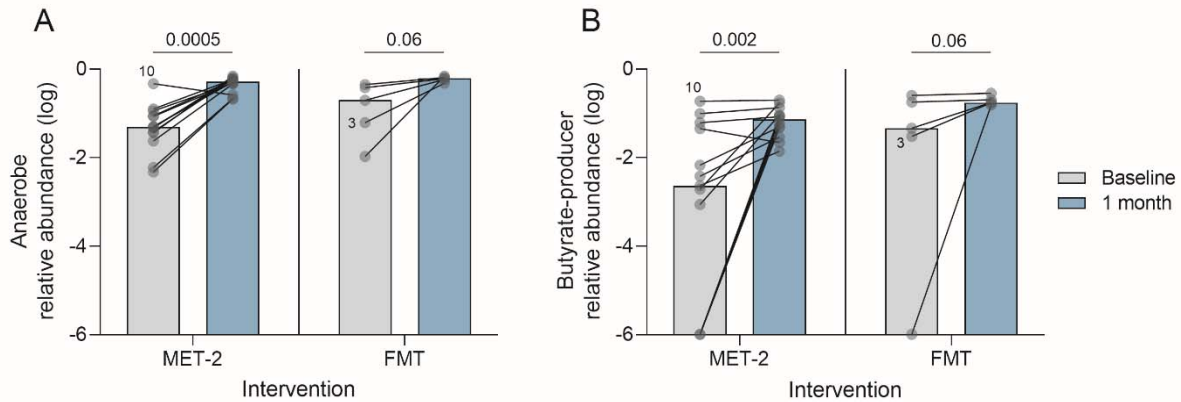 A
Anaerobe
relative abundance (log)
0
-2
-4
-6
0.0005
0.06
10
3
MET-2
FMT
Intervention
B
Butyrate-producer
relative abundance (log)
0
-2
-4
-6
0.002
0.06
10
3
MET-2
FMT
Intervention
Baseline
1 month